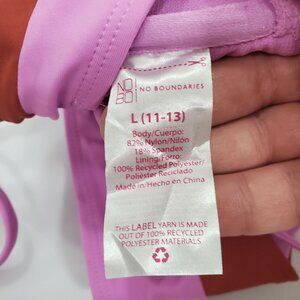 NO
BO
NO BOUNDARIES
L (11-13)
Body/Cuerpo:
82% Nylon/Nilón
18% Spandex
Lining/Forro:
100% Recycled Polyester/
Poliéster Reciclado
Made in/Hecho en China
THIS LABEL YARN IS MADE
OUT OF 100% RECYCLED
POLYESTER MATERIALS